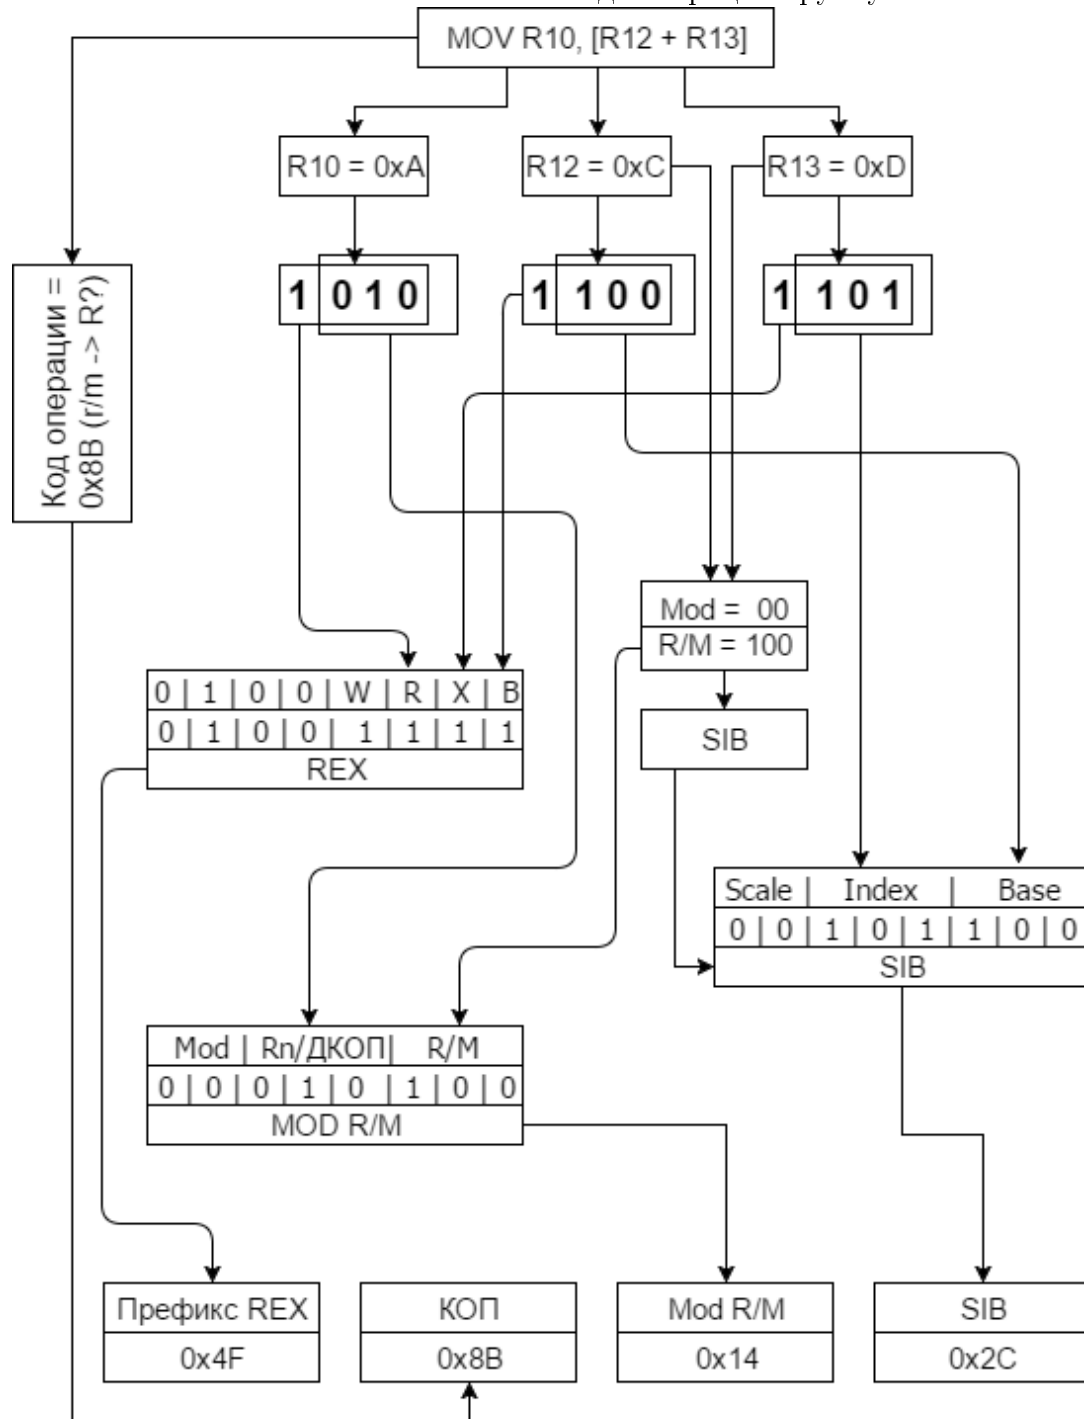 MOV R10, [R12 + R13]
R10 = 0xA
R12 = 0xC
R13 = 0xD
1 0 1 0
1 1 0 0
1 1 0 1
Код операции =
0x8B (r/m -> R?)
Mod = 00
R/M = 100
0 | 1 | 0 | 0 | W | R | X | B
0 | 1 | 0 | 0 | 1 | 1 | 1 | 1
REX
SIB
Scale | Index | Base
0 | 0 | 1 | 0 | 1 | 1 | 0 | 0
SIB
Mod | Rn/ДКОП| R/M
0 | 0 | 0 | 1 | 0 | 1 | 0 | 0
MOD R/M
Префикс REX
0x4F
КОП
0x8B
Mod R/M
0x14
SIB
0x2C